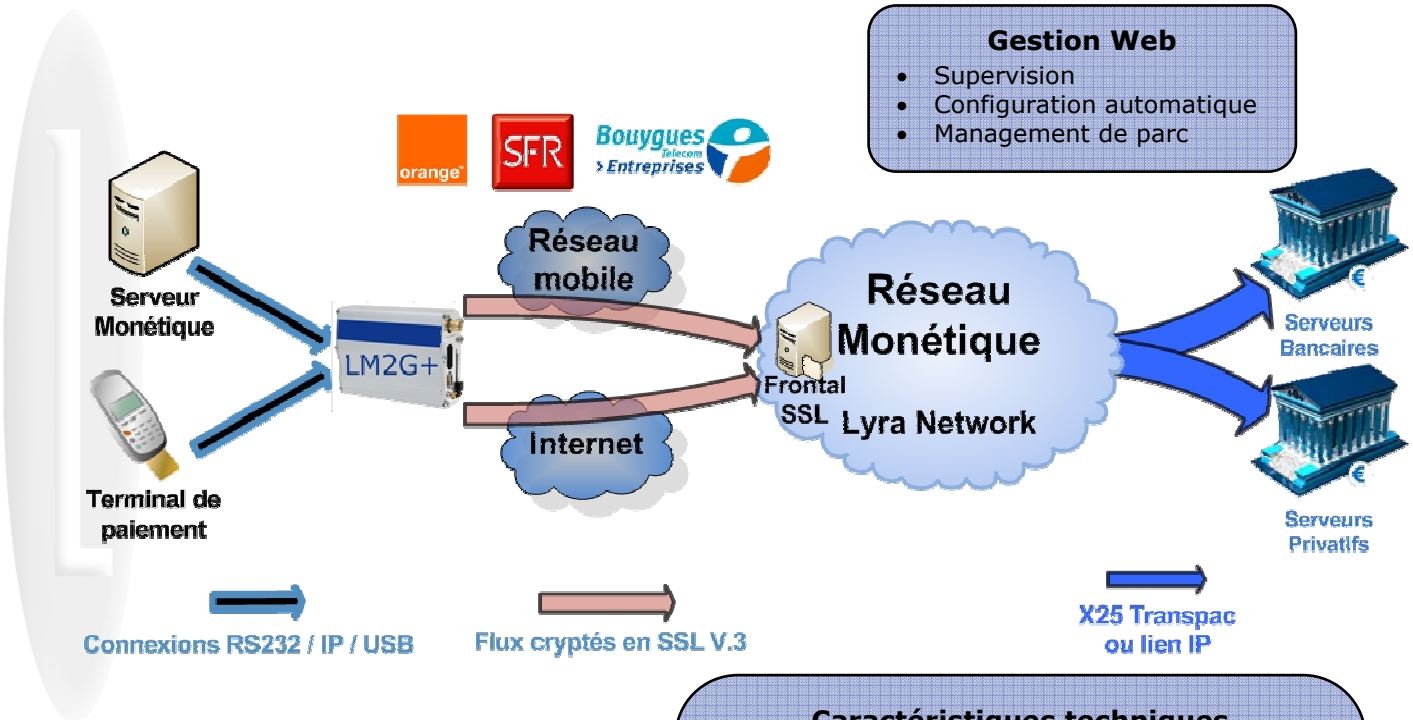 Gestion Web
• Supervision
• Configuration automatique
• Management de parc
orange
SFR
Bouygues
Telecom
> Entreprises
Réseau
mobile
Serveur
Monétique
LM2G+
Réseau
Monétique
Frontal
SSL
Lyra Network
Serveurs
Bancaires
Internet
Terminal de
paiement
Serveurs
Privatifs
Connexions RS232 / IP / USB
Flux cryptés en SSL V.3
X25 Transpac
ou lien IP
Caractéristiques techniques